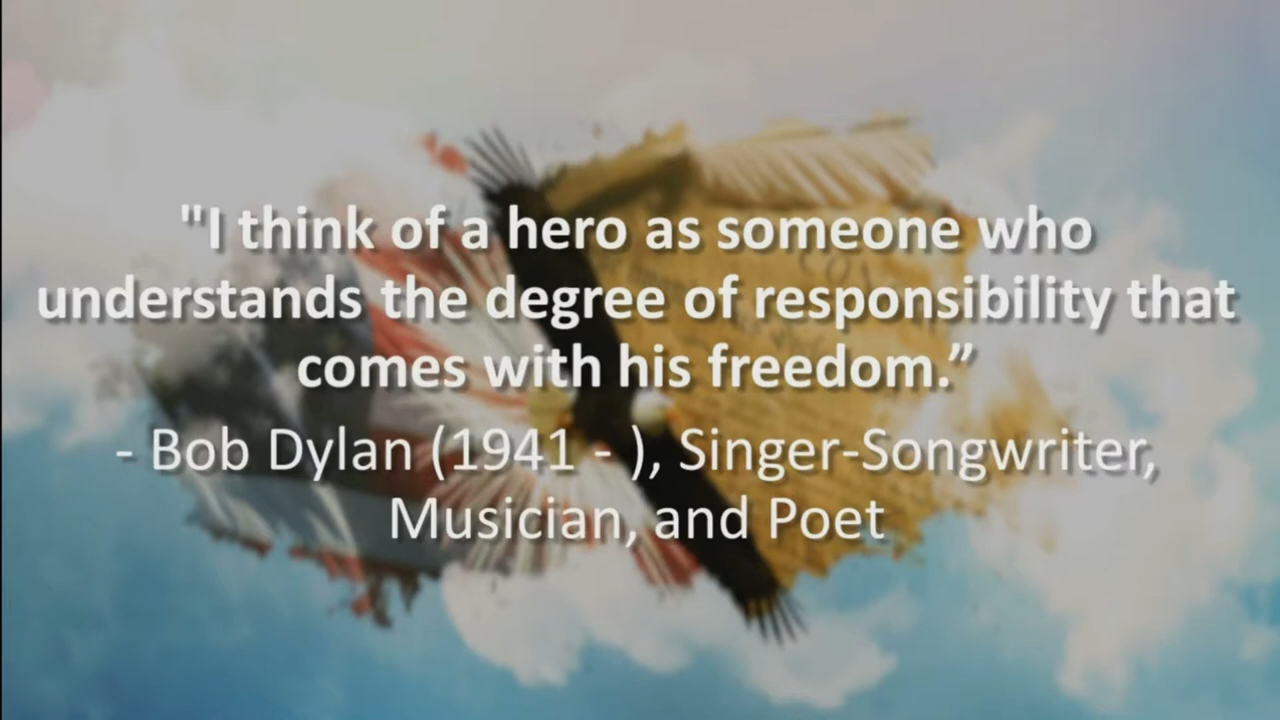 "I think of a hero as someone who
understands the degree of responsibility that
comes with his freedom.”
- Bob Dylan (1941 - ), Singer-Songwriter,
Musician, and Poet